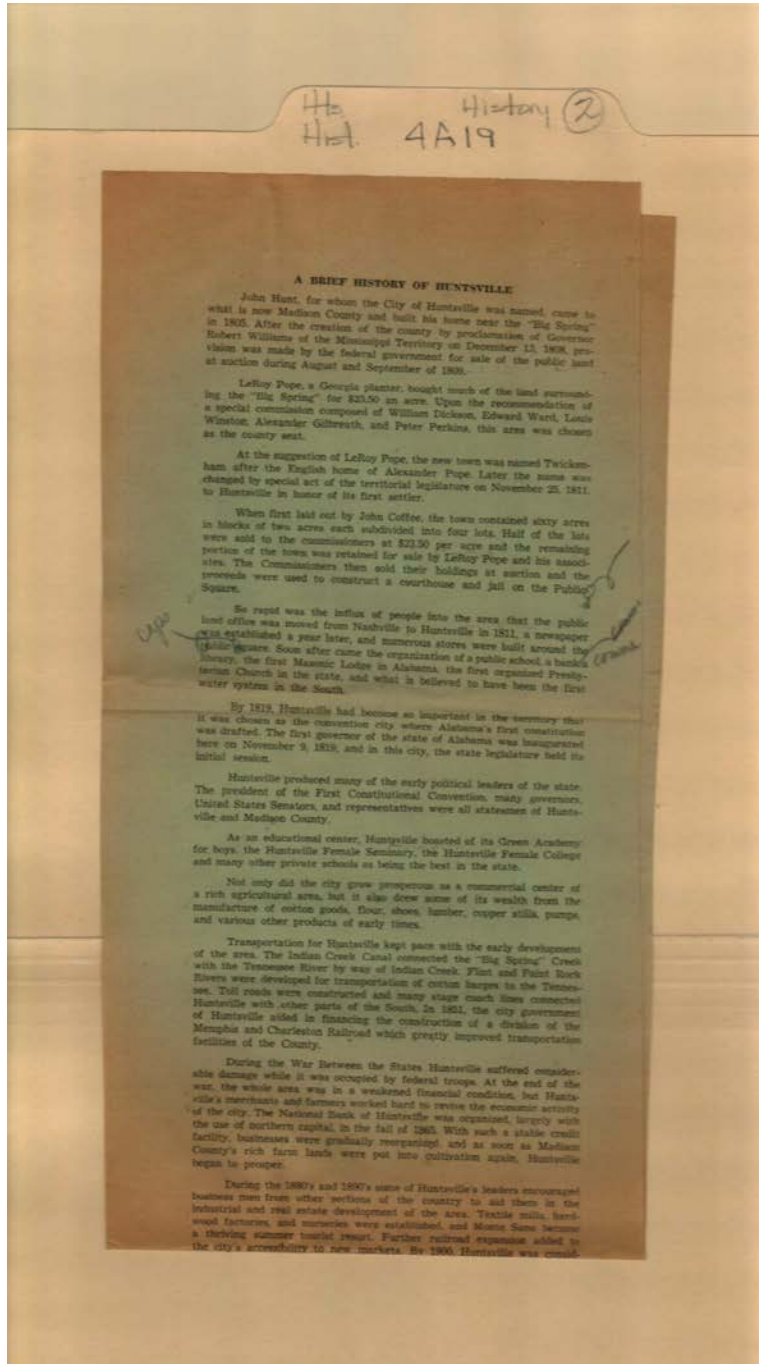 Hist. History 2
Hist. 4A19
A BRIEF HISTORY OF HUNTSVILLE
John Hunt, for whom the City of Huntsville was named, came to
what is now Madison County and built his home near the "Big Spring"
in 1805. After the creation of the county by proclamation of Governor
Robert Williams of the Mississippi Territory on December 13, 1808, pro-
vision was made by the federal government for sale of the public land
at auction during August and September of 1809.
LeRoy Pope, a Georgia planter, bought much of the land surround-
ing the "Big Spring" for $23.50 an acre. Upon the recommendation of
a special commission composed of William Dickson, Edward Ward, Louis
Winston, Alexander Gilbreath, and Peter Perkins, this area was chosen
as the county seat.
At the suggestion of LeRoy Pope, the new town was named Twicken-
ham after the English home of Alexander Pope. Later the name was
changed by special act of the territorial legislature on November 25, 1811,
to Huntsville in honor of its first settler.
When first laid out by John Coffee, the town contained sixty acres
in blocks of two acres each subdivided into four lots. Half of the lots
were sold to the commissioners at $23.50 per acre and the remaining
portion of the town was retained for sale by LeRoy Pope and his associ-
ates. The Commissioners then sold their holdings at auction and the
proceeds were used to construct a courthouse and jail on the Public
Square.
So rapid was the influx of people into the area that the public
land office was moved from Nashville to Huntsville in 1811, a newspaper
was established a year later, and numerous stores were built around the
public square. Soon after came the organization of a public school, a bank a
library, the first Masonic Lodge in Alabama, the first organized Presby-
terian Church in the state, and what is believed to have been the first
water system in the South.
caps
comma
By 1819, Huntsville had become so important in the territory that
it was chosen as the convention city where Alabama's first constitution
was drafted. The first governor of the state of Alabama was inaugurated
here on November 9, 1819, and in this city, the state legislature held its
initial session.
Huntsville produced many of the early political leaders of the state.
The president of the First Constitutional Convention, many governors,
United States Senators, and representatives were all statesmen of Hunts-
ville and Madison County.
As an educational center, Huntsville boasted of its Green Academy
for boys, the Huntsville Female Seminary, the Huntsville Female College
and many other private schools as being the best in the state.
Not only did the city grow prosperous as a commercial center of
a rich agricultural area, but it also drew some of its wealth from the
manufacture of cotton goods, flour, shoes, lumber, copper stills, pumps,
and various other products of early times.
Transportation for Huntsville kept pace with the early development
of the area. The Indian Creek Canal connected the "Big Spring" Creek
with the Tennessee River by way of Indian Creek. Flint and Paint Rock
Rivers were developed for transportation of cotton barges to the Tennes-
see. Toll roads were constructed and many stage coach lines connected
Huntsville with other parts of the South. In 1851, the city government
of Huntsville aided in financing the construction of a division of the
Memphis and Charleston Railroad which greatly improved transportation
facilities of the County.
During the War Between the States Huntsville suffered consider-
able damage while it was occupied by federal troops. At the end of the
war, the whole area was in a weakened financial condition, but Hunts-
ville's merchants and farmers worked hard to revive the economic activity
of the city. The National Bank of Huntsville was organized, largely with
the use of northern capital, in the fall of 1865. With such a stable credit
facility, businesses were gradually reorganized, and as soon as Madison
County's rich farm lands were put into cultivation again, Huntsville
began to prosper.
During the 1880's and 1890's some of Huntsville's leaders encouraged
business men from other sections of the country to aid them in the
industrial and real estate development of the area. Textile mills, hard-
wood factories, and nurseries were established, and Monte Sano became
a thriving summer tourist resort. Further railroad expansion added to
the city's accessibility to new markets. By 1900, Huntsville was consid-